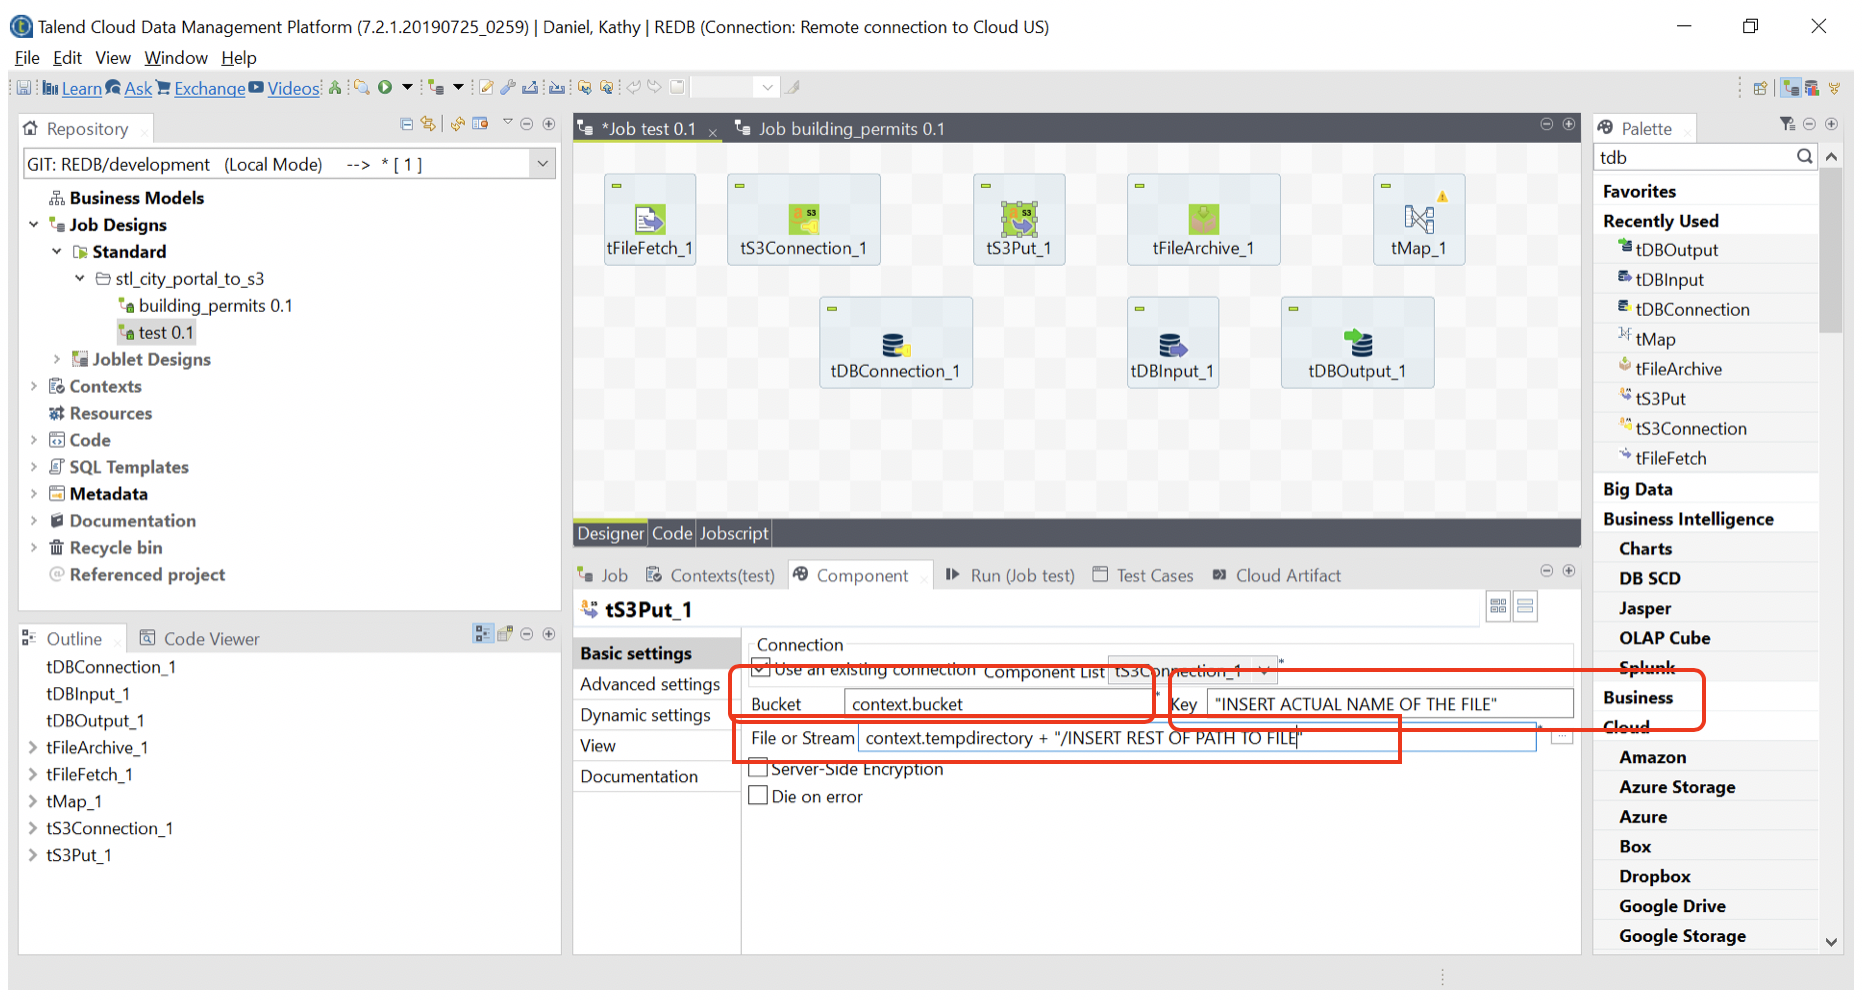 Talend Cloud Data Management Platform (7.2.1.20190725_0259) | Daniel, Kathy | REDB (Connection: Remote connection to Cloud US)
File Edit View Window Help
Learn Ask Exchange Videos
Repository
GIT: REDB/development (Local Mode) --> * [ 1 ]
Business Models
Job Designs
Standard
stl_city_portal_to_s3
building_permits 0.1
test 0.1
Joblet Designs
Contexts
Resources
Code
SQL Templates
Metadata
Documentation
Recycle bin
Referenced project
Outline Code Viewer
tDBConnection_1
tDBInput_1
tDBOutput_1
tFileArchive_1
tFileFetch_1
tMap_1
tS3Connection_1
tS3Put_1
*Job test 0.1 Job building_permits 0.1
tFileFetch_1 tS3Connection_1 tS3Put_1 tFileArchive_1 tMap_1
tDBConnection_1 tDBInput_1 tDBOutput_1
Designer Code Jobscript
Job Contexts(test) Component Run (Job test) Test Cases Cloud Artifact
tS3Put_1
Basic settings
Advanced settings
Dynamic settings
View
Documentation
Connection
Use an existing connection Component List tS3Connection_1 *
Bucket context.bucket * Key "INSERT ACTUAL NAME OF THE FILE"
File or Stream context.tempdirectory + "/INSERT REST OF PATH TO FILE" * ...
Server-Side Encryption
Die on error
Palette
tdb
Favorites
Recently Used
tDBOutput
tDBInput
tDBConnection
tMap
tFileArchive
tS3Put
tS3Connection
tFileFetch
Big Data
Business Intelligence
Charts
DB SCD
Jasper
OLAP Cube
Splunk
Business
Cloud
Amazon
Azure Storage
Azure
Box
Dropbox
Google Drive
Google Storage